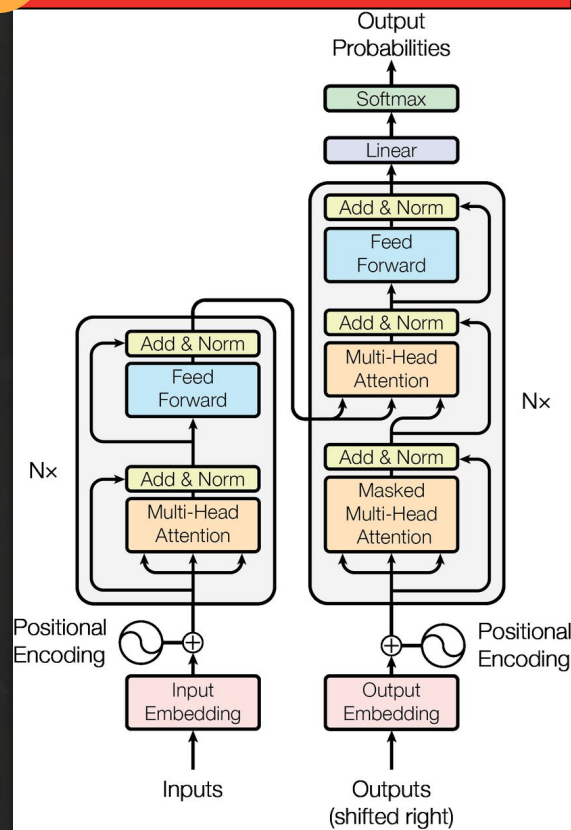 Output
Probabilities
Softmax
Linear
Add & Norm
Feed
Forward
Add & Norm
Multi-Head
Attention
Add & Norm
Masked
Multi-Head
Attention
Nx
Add & Norm
Feed
Forward
Add & Norm
Multi-Head
Attention
Nx
Positional
Encoding
Positional
Encoding
Input
Embedding
Output
Embedding
Inputs
Outputs
(shifted right)